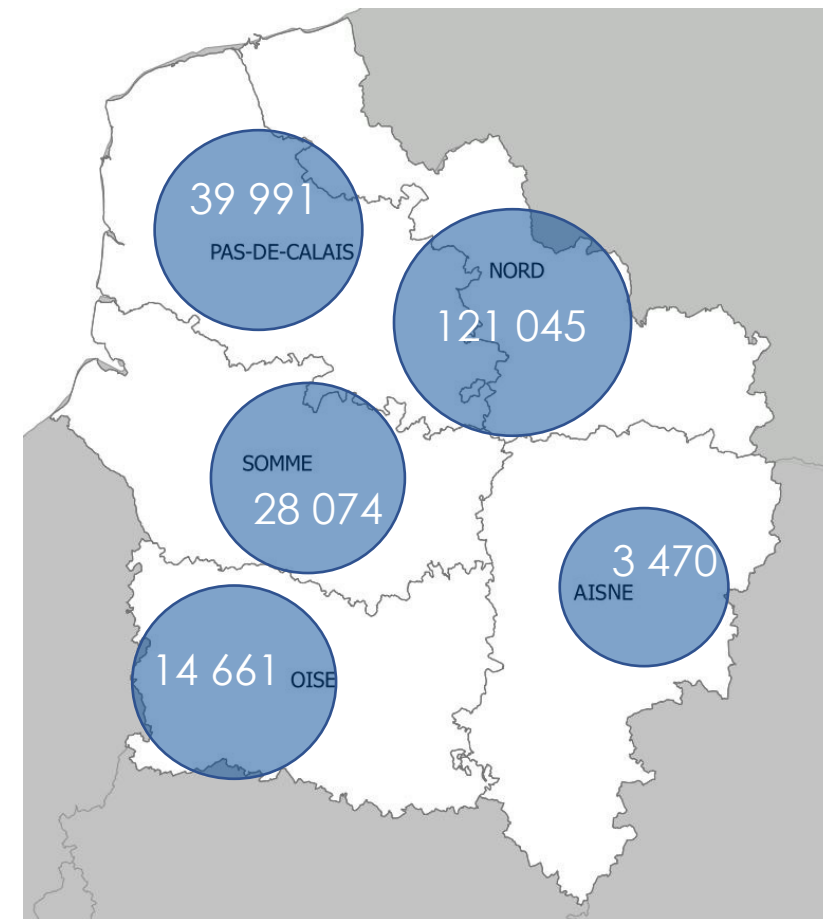 39 991
PAS-DE-CALAIS
NORD
121 045
SOMME
28 074
3 470
AISNE
14 661 OISE